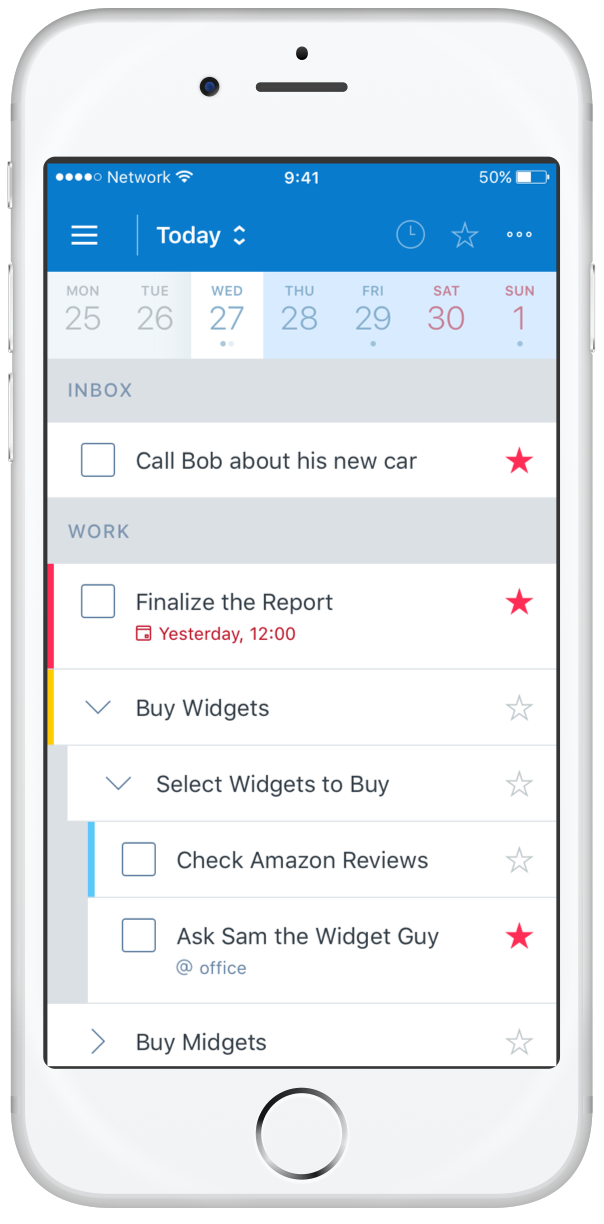 Network 9:41 50%
Today
MON TUE WED THU FRI SAT SUN
25 26 27 28 29 30 1
INBOX
Call Bob about his new car
WORK
Finalize the Report
Yesterday, 12:00
Buy Widgets
Select Widgets to Buy
Check Amazon Reviews
Ask Sam the Widget Guy
@ office
Buy Midgets